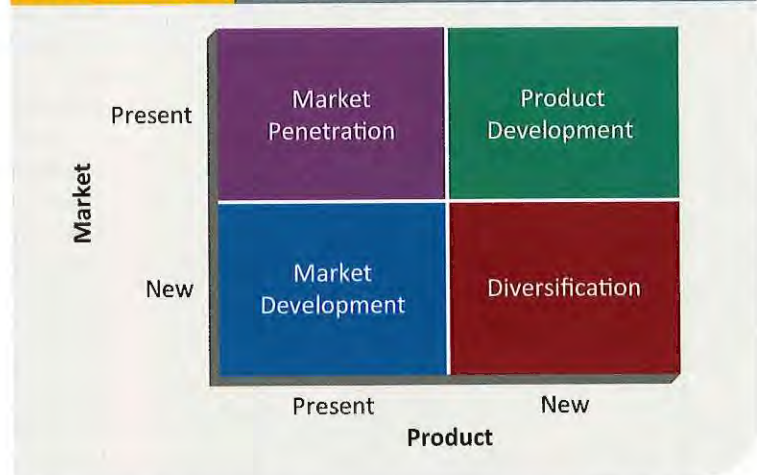 Market
Present
Market
Penetration
Product
Development
New
Market
Development
Diversification
Present
New
Product